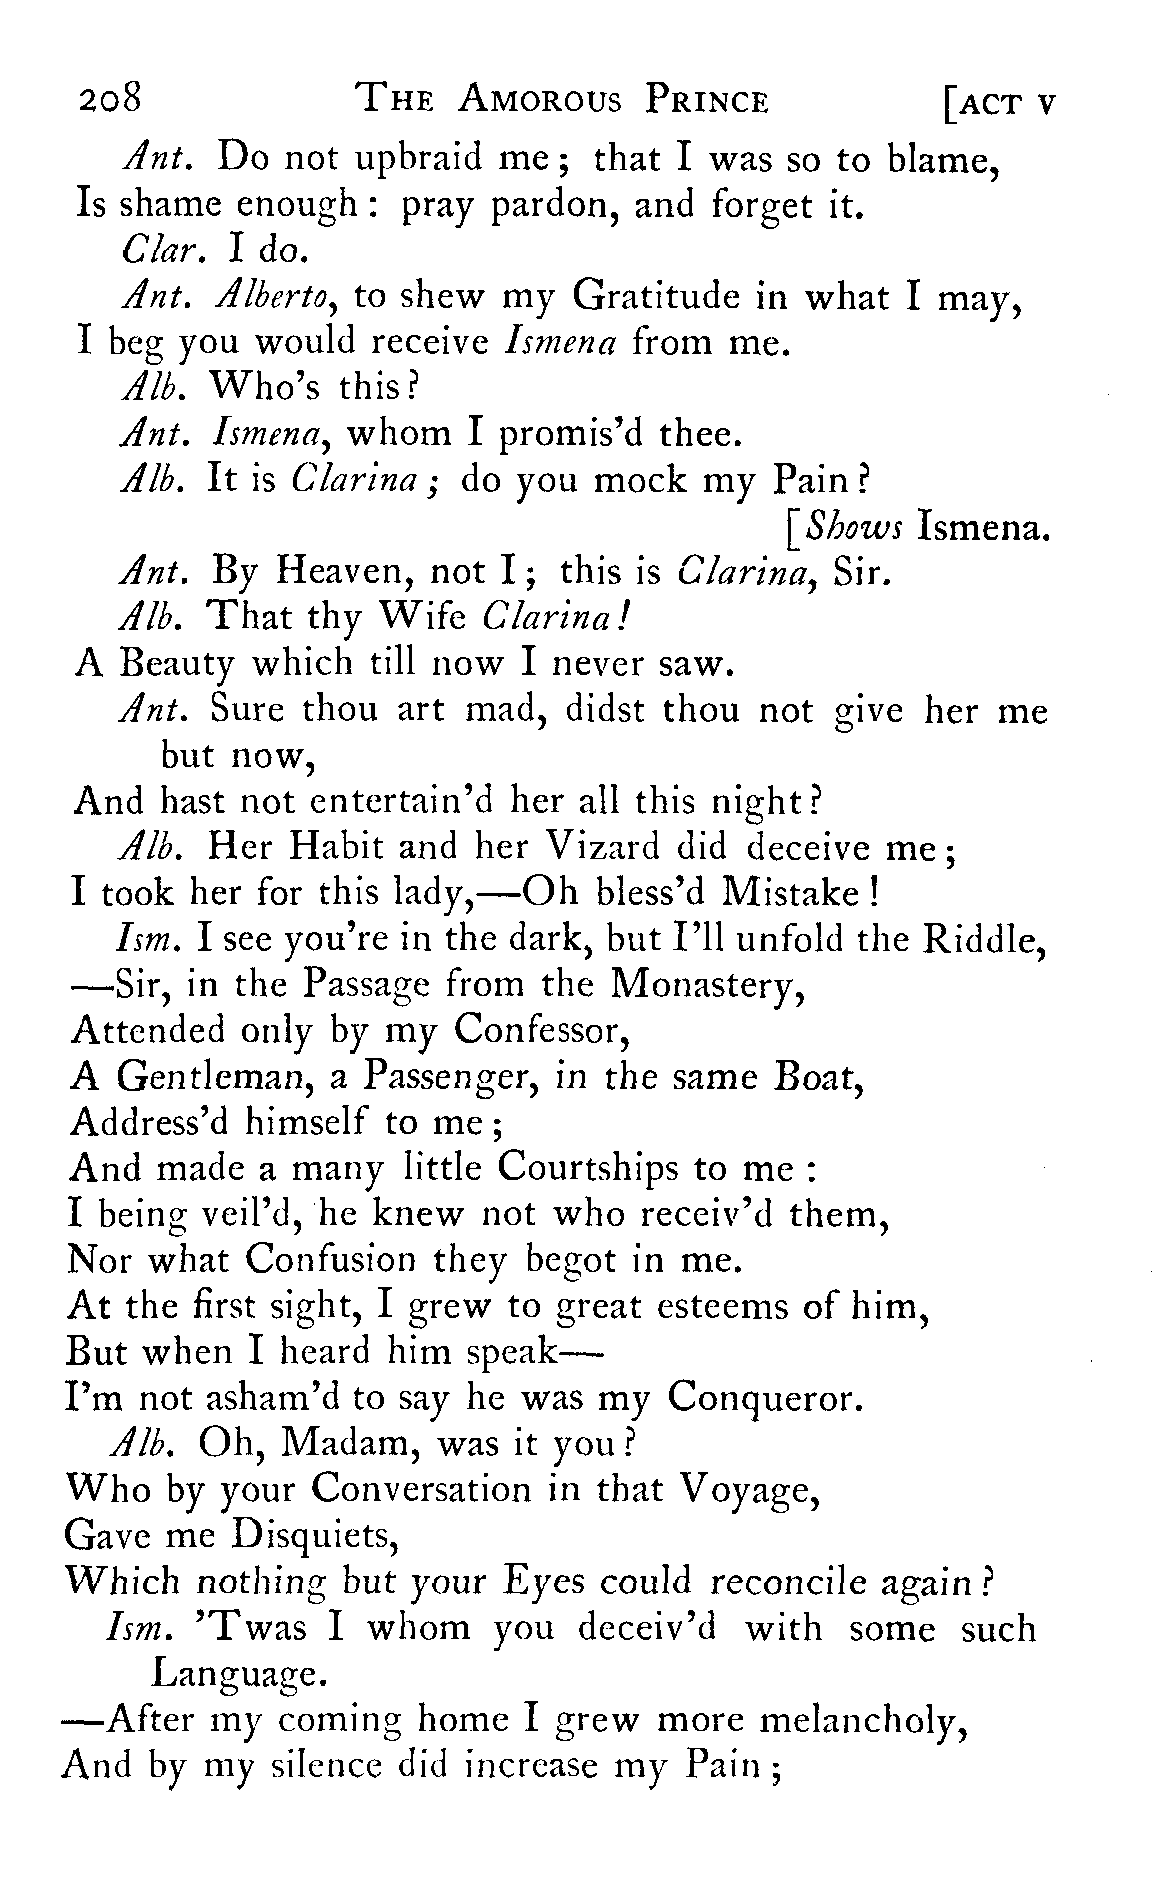 208 THE AMOROUS PRINCE [ACT V
Ant. Do not upbraid me ; that I was so to blame,
Is shame enough : pray pardon, and forget it.
Clar. I do.
Ant. Alberto, to shew my Gratitude in what I may,
I beg you would receive Ismena from me.
Alb. Who's this ?
Ant. Ismena, whom I promis'd thee.
Alb. It is Clarina ; do you mock my Pain ?
[Shows Ismena.
Ant. By Heaven, not I ; this is Clarina, Sir.
Alb. That thy Wife Clarina !
A Beauty which till now I never saw.
Ant. Sure thou art mad, didst thou not give her me
but now,
And hast not entertain'd her all this night ?
Alb. Her Habit and her Vizard did deceive me ;
I took her for this lady,—Oh bless'd Mistake !
Ism. I see you're in the dark, but I'll unfold the Riddle,
—Sir, in the Passage from the Monastery,
Attended only by my Confessor,
A Gentleman, a Passenger, in the same Boat,
Address'd himself to me ;
And made a many little Courtships to me :
I being veil'd, he knew not who receiv'd them,
Nor what Confusion they begot in me.
At the first sight, I grew to great esteems of him,
But when I heard him speak—
I'm not asham'd to say he was my Conqueror.
Alb. Oh, Madam, was it you ?
Who by your Conversation in that Voyage,
Gave me Disquiets,
Which nothing but your Eyes could reconcile again ?
Ism. 'Twas I whom you deceiv'd with some such
Language.
—After my coming home I grew more melancholy,
And by my silence did increase my Pain ;